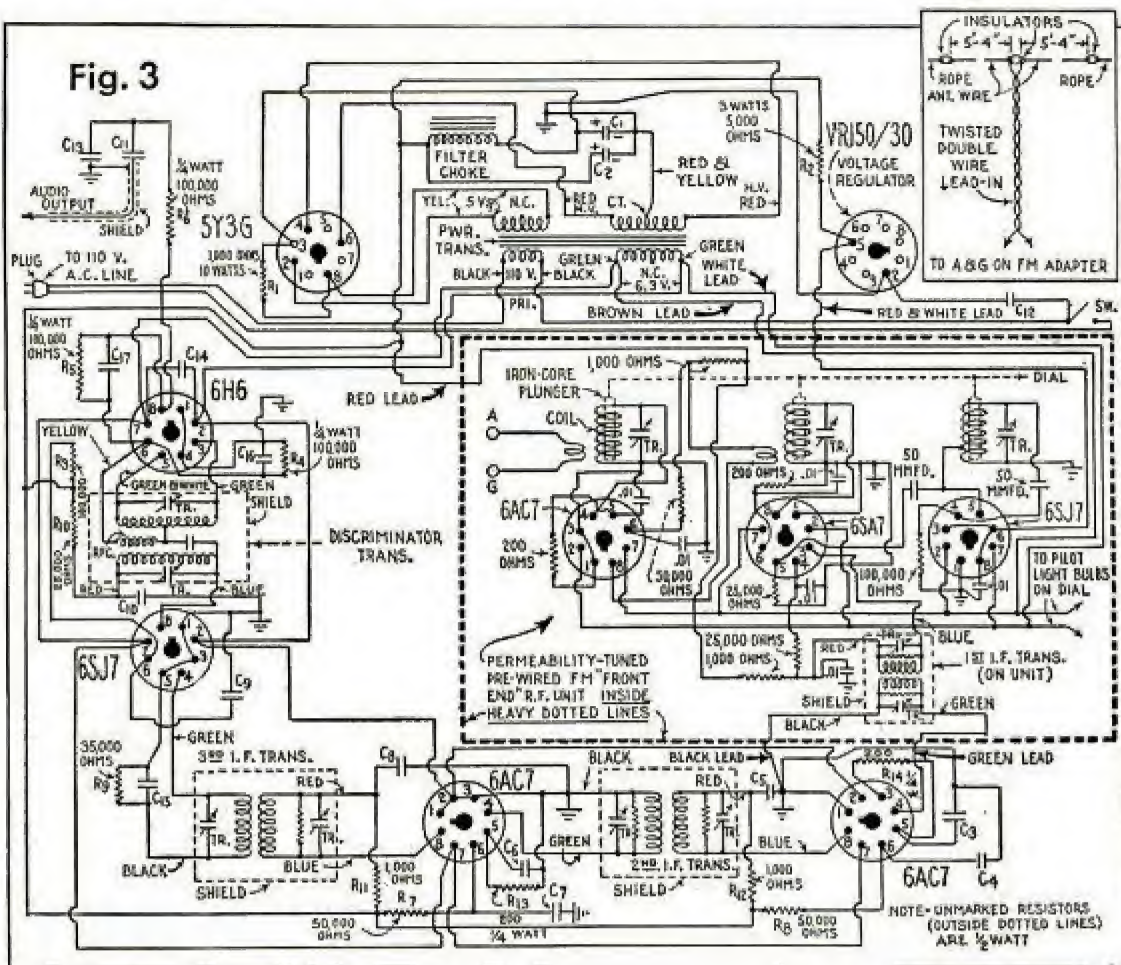 Fig. 3
INSULATORS
5'-4"
5'-4"
ROPE
ANT. WIRE
ROPE
TWISTED
DOUBLE
WIRE
LEAD-IN
TO A & G ON FM ADAPTER
C13
C11
AUDIO
OUTPUT
SHIELD
1/4 WATT
100,000
OHMS
R6
PLUG
TO 110 V.
A.C. LINE
5Y3G
10 WATTS
R1
FILTER
CHOKE
C1
C2
RED &
YELLOW
YEL.
5 V.
N.C.
RED
H.V.
C.T.
H.V.
RED
PWR.
TRANS.
BLACK
110 V.
BLACK
PRI.
GREEN
N.C.
6.3 V.
GREEN
WHITE
LEAD
BROWN LEAD
3 WATTS
5,000
OHMS
R2
VR150/30
VOLTAGE
REGULATOR
RED & WHITE LEAD
C12
SW.
100,000
OHMS
R5
C17
C14
6H6
RED LEAD
YELLOW
1/4 WATT
100,000
OHMS
C16
R4
R3
100,000
GREEN & WHITE
GREEN
TR.
SHIELD
R10
RFC.
DISCRIMINATOR
TRANS.
RED
TR.
BLUE
C10
6SJ7
C9
GREEN
35,000
OHMS
R9
C15
3RD I.F. TRANS.
RED
TR.
TR.
BLACK
BLUE
SHIELD
C8
6AC7
C6
R11
1,000
OHMS
R7
50,000
OHMS
R13
200
1/4 WATT
C7
BLACK
BLACK LEAD
RED
TR.
TR.
GREEN
2ND I.F. TRANS.
SHIELD
BLUE
R12
1,000
OHMS
R8
50,000
OHMS
C5
200
R14
GREEN LEAD
C3
C4
6AC7
NOTE- UNMARKED RESISTORS
(OUTSIDE DOTTED LINES)
ARE 1/2 WATT
1,000 OHMS
IRON-CORE
PLUNGER
COIL
DIAL
A
G
TR.
TR.
TR.
6AC7
200
OHMS
.01
.01
50,000
OHMS
200 OHMS
.01
6SA7
50
MMFD.
50
MMFD.
6SJ7
25,000
OHMS
.01
100,000
OHMS
.01
TO PILOT
LIGHT BULBS
ON DIAL
25,000 OHMS
1,000 OHMS
.01
RED
TR.
BLUE
1ST I.F. TRANS.
(ON UNIT)
SHIELD
TR.
GREEN
BLACK
PERMEABILITY-TUNED
PRE-WIRED FM "FRONT
END" R.F. UNIT INSIDE
HEAVY DOTTED LINES